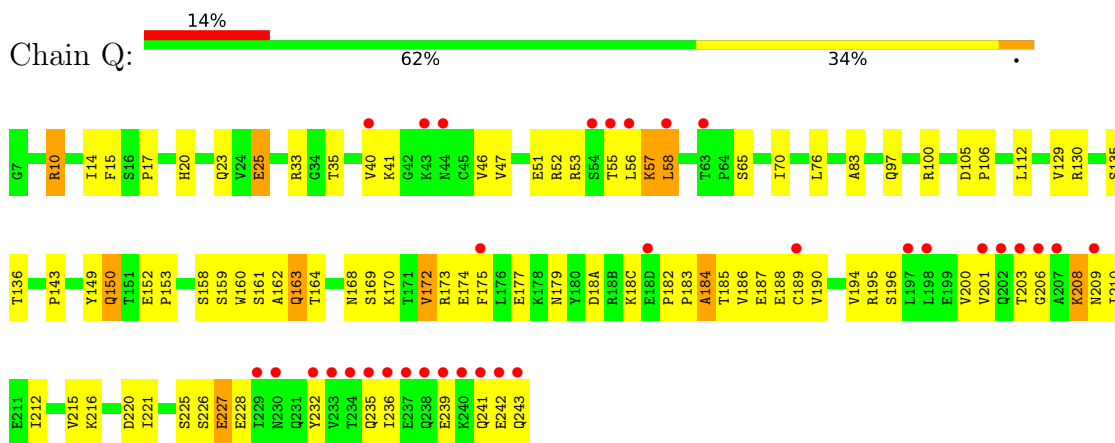 14%
Chain Q:
62% 34% •
G7 R10 I14 F15 S16 P17 H20 Q23 V24 E25 R33 G34 T35 V40 K41 G42 K43 N44 C45 V46 V47 E51 R52 R53 S54 T55 L56 K57 L58 T63 P64 S65 I70 L76 A83 Q97 R100 D105 P106 L112 V129 R130 S135
T136 P143 Y149 Q150 T151 E152 P153 S158 S159 W160 S161 A162 Q163 T164 N168 S169 K170 T171 V172 R173 E174 F175 L176 E177 K178 N179 Y180 D18A R18B K18C E18D P182 P183 A184 T185 V186 E187 E188 C189 V190 V194 R195 S196 L197 L198 E199 V200 V201 Q202 T203 G206 A207 K208 N209 I210
E211 I212 V215 K216 D220 I221 S225 S226 E227 E228 I229 N230 Q231 Y232 V233 T234 Q235 I236 E237 Q238 E239 K240 Q241 E242 Q243